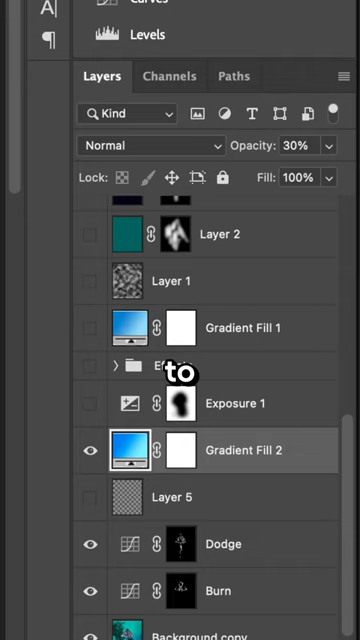 A
Curves
¶
Levels
Layers Channels Paths
Kind T
Normal Opacity: 30%
Lock: Fill: 100%
Layer 2
Layer 1
Gradient Fill 1
to
Exposure 1
Gradient Fill 2
Layer 5
Dodge
Burn
Background copy